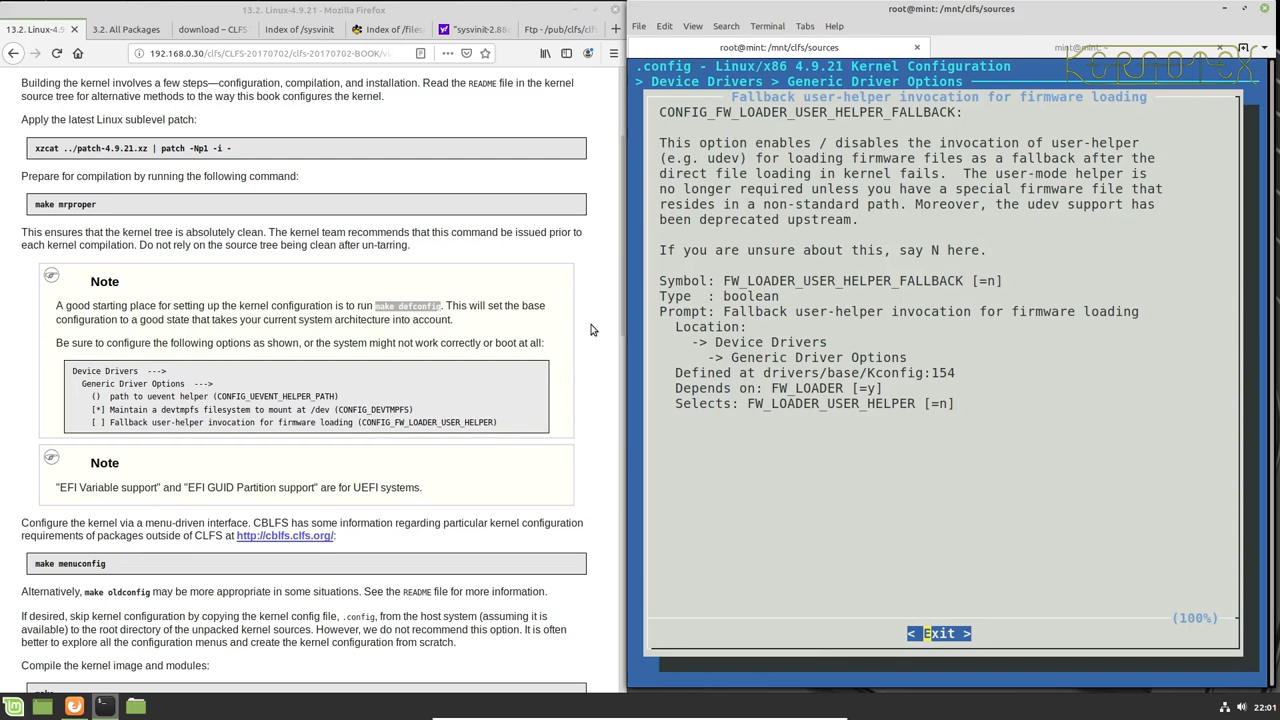 13.2. Linux-4.9.21 - Mozilla Firefox
13.2. Linux-4.9.
3.2. All Packages
download – CLFS
Index of /sysvinit
Index of /files
"sysvinit-2.88
Ftp - /pub/clfs/cl
192.168.0.30/clfs/CLFS-20170702/clfs-20170702-BOOK/
Building the kernel involves a few steps—configuration, compilation, and installation. Read the README file in the kernel
source tree for alternative methods to the way this book configures the kernel.
Apply the latest Linux sublevel patch:
xzcat ../patch-4.9.21.xz | patch -Np1 -i -
Prepare for compilation by running the following command:
make mrproper
This ensures that the kernel tree is absolutely clean. The kernel team recommends that this command be issued prior to
each kernel compilation. Do not rely on the source tree being clean after un-tarring.
Note
A good starting place for setting up the kernel configuration is to run make defconfig. This will set the base
configuration to a good state that takes your current system architecture into account.
Be sure to configure the following options as shown, or the system might not work correctly or boot at all:
Device Drivers --->
Generic Driver Options --->
() path to uevent helper (CONFIG_UEVENT_HELPER_PATH)
[*] Maintain a devtmpfs filesystem to mount at /dev (CONFIG_DEVTMPFS)
[ ] Fallback user-helper invocation for firmware loading (CONFIG_FW_LOADER_USER_HELPER)
Note
"EFI Variable support" and "EFI GUID Partition support" are for UEFI systems.
Configure the kernel via a menu-driven interface. CBLFS has some information regarding particular kernel configuration
requirements of packages outside of CLFS at http://cblfs.clfs.org/:
make menuconfig
Alternatively, make oldconfig may be more appropriate in some situations. See the README file for more information.
If desired, skip kernel configuration by copying the kernel config file, .config, from the host system (assuming it is
available) to the root directory of the unpacked kernel sources. However, we do not recommend this option. It is often
better to explore all the configuration menus and create the kernel configuration from scratch.
Compile the kernel image and modules:
make
root@mint: /mnt/clfs/sources
File Edit View Search Terminal Tabs Help
root@mint: /mnt/clfs/sources
mint@mint: ~
KERNOTEX
.config - Linux/x86 4.9.21 Kernel Configuration
> Device Drivers > Generic Driver Options
Fallback user-helper invocation for firmware loading
CONFIG_FW_LOADER_USER_HELPER_FALLBACK:
This option enables / disables the invocation of user-helper
(e.g. udev) for loading firmware files as a fallback after the
direct file loading in kernel fails.  The user-mode helper is
no longer required unless you have a special firmware file that
resides in a non-standard path. Moreover, the udev support has
been deprecated upstream.
If you are unsure about this, say N here.
Symbol: FW_LOADER_USER_HELPER_FALLBACK [=n]
Type  : boolean
Prompt: Fallback user-helper invocation for firmware loading
Location:
-> Device Drivers
-> Generic Driver Options
Defined at drivers/base/Kconfig:154
Depends on: FW_LOADER [=y]
Selects: FW_LOADER_USER_HELPER [=n]
(100%)
< Exit >
22:01